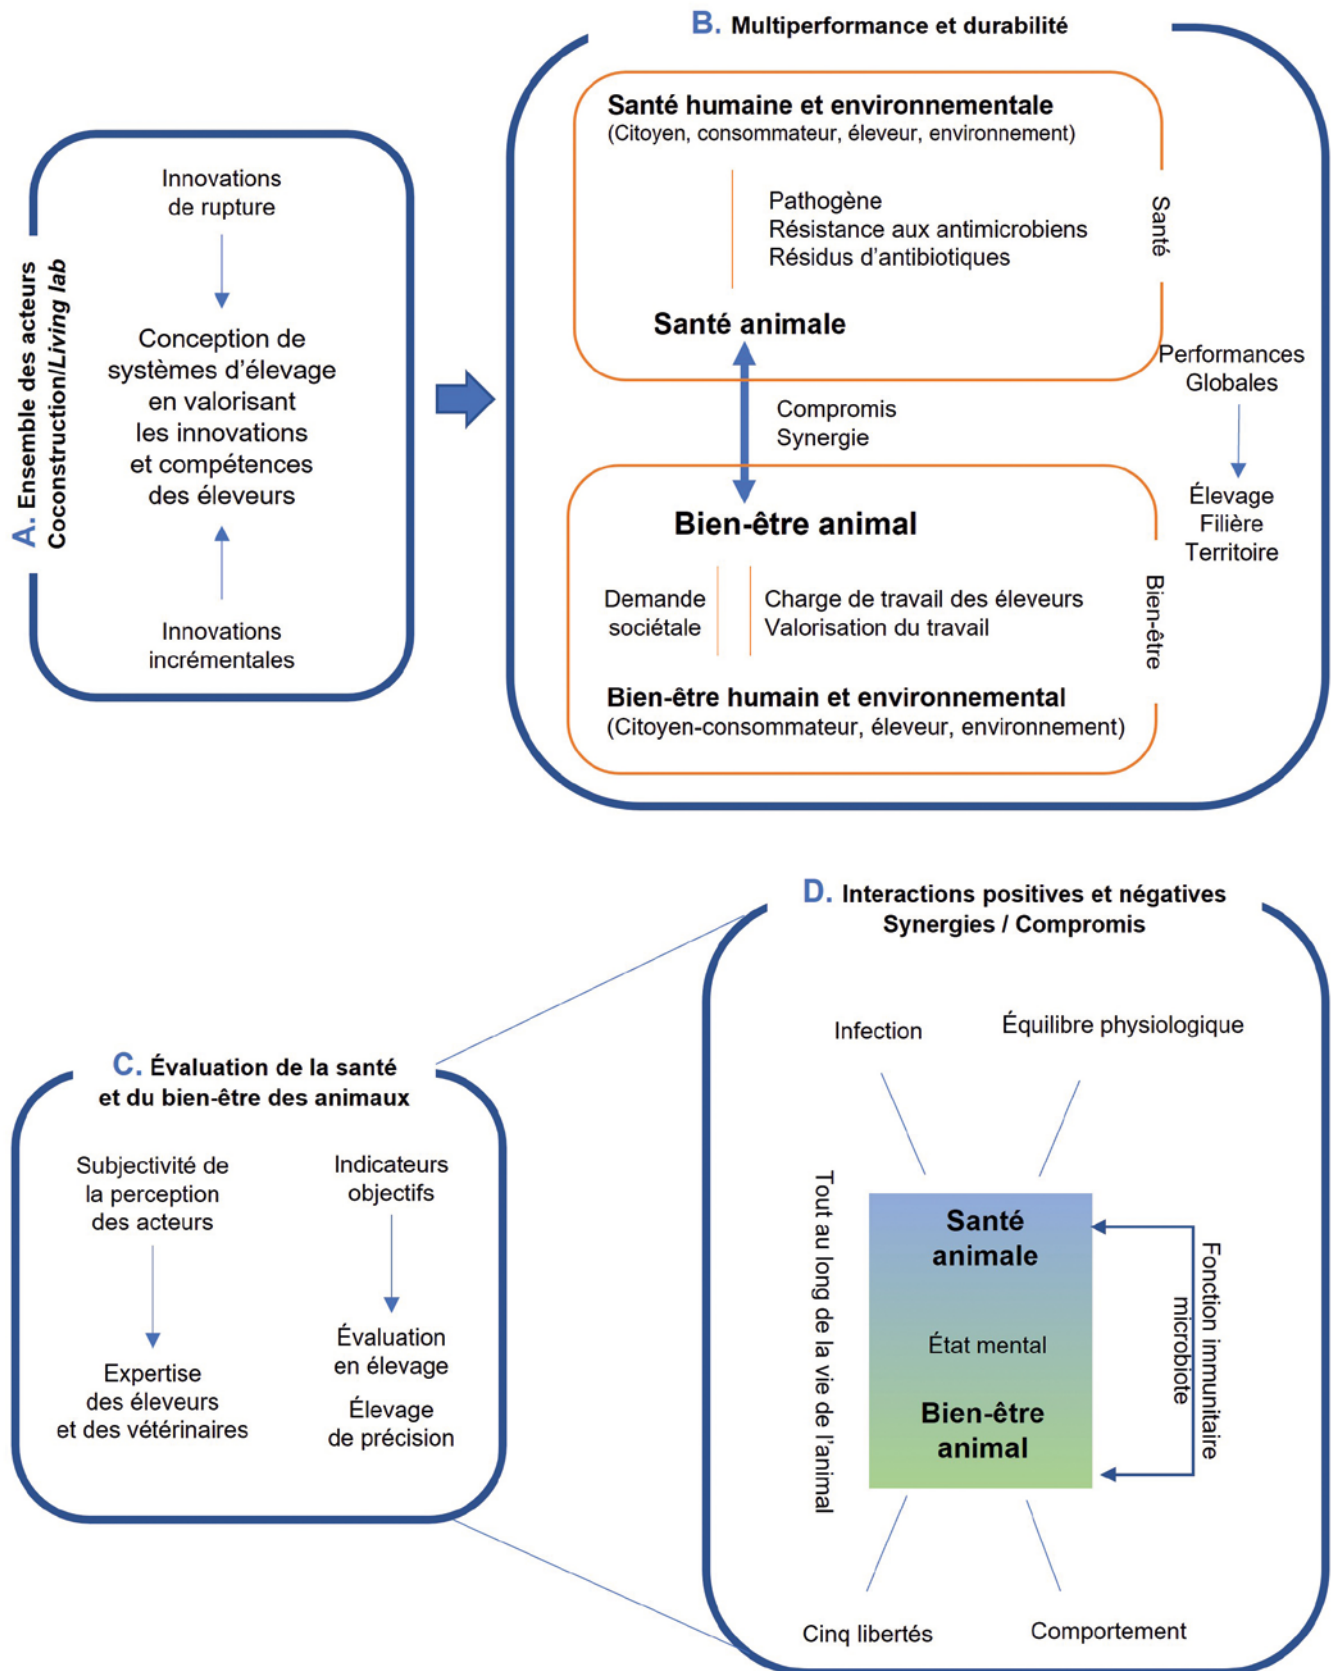 A. Ensemble des acteurs
Coconstruction/Living lab
Innovations
de rupture
Conception de
systèmes d’élevage
en valorisant
les innovations
et compétences
des éleveurs
Innovations
incrémentales
B. Multiperformance et durabilité
Santé humaine et environnementale
(Citoyen, consommateur, éleveur, environnement)
Pathogène
Résistance aux antimicrobiens
Résidus d’antibiotiques
Santé animale
Santé
Compromis
Synergie
Performances
Globales
Élevage
Filière
Territoire
Bien-être animal
Demande
sociétale
Charge de travail des éleveurs
Valorisation du travail
Bien-être humain et environnemental
(Citoyen-consommateur, éleveur, environnement)
Bien-être
C. Évaluation de la santé
et du bien-être des animaux
Subjectivité de
la perception
des acteurs
Expertise
des éleveurs
et des vétérinaires
Indicateurs
objectifs
Évaluation
en élevage
Élevage
de précision
D. Interactions positives et négatives
Synergies / Compromis
Infection
Équilibre physiologique
Tout au long de la vie de l’animal
Santé
animale
État mental
Bien-être
animal
Fonction immunitaire
microbiote
Cinq libertés
Comportement